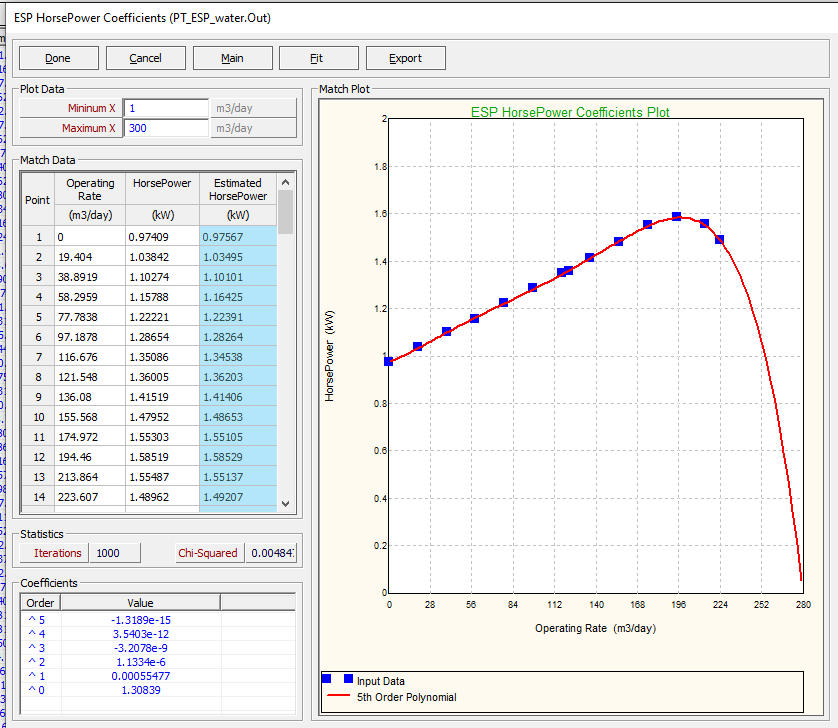 ESP HorsePower Coefficients (PT_ESP_water.Out)
Done Cancel Main Fit Export
Plot Data
Minimum X 1 m3/day
Maximum X 300 m3/day
Match Data
Point Operating Rate HorsePower Estimated HorsePower
(m3/day) (kW) (kW)
1 0 0.97409 0.97567
2 19.404 1.03842 1.03495
3 38.8919 1.10274 1.10101
4 58.2959 1.15788 1.16425
5 77.7838 1.22221 1.22391
6 97.1878 1.28654 1.28264
7 116.676 1.35086 1.34538
8 121.548 1.36005 1.36203
9 136.08 1.41519 1.41406
10 155.568 1.47952 1.48653
11 174.972 1.55303 1.55105
12 194.46 1.58519 1.58529
13 213.864 1.55487 1.55137
14 223.607 1.48962 1.49207
Statistics
Iterations 1000 Chi-Squared 0.00484
Coefficients
Order Value
^ 5 -1.3189e-15
^ 4 3.5403e-12
^ 3 -3.2078e-9
^ 2 1.1334e-6
^ 1 0.00055477
^ 0 1.30839
Match Plot
ESP HorsePower Coefficients Plot
2
1.8
1.6
1.4
1.2
1
0.8
0.6
0.4
0.2
0
HorsePower (kW)
0 28 56 84 112 140 168 196 224 252 280
Operating Rate (m3/day)
Input Data
5th Order Polynomial